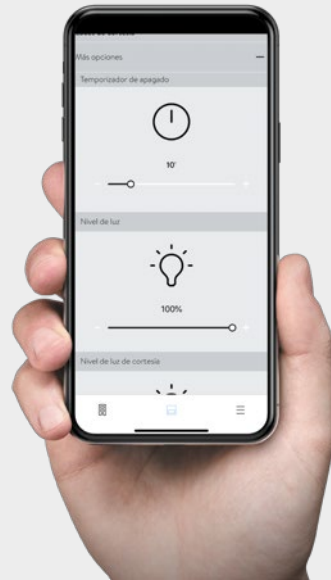 Más opciones
Temporizador de apagado
10'
Nivel de luz
100%
Nivel de luz de cortesía